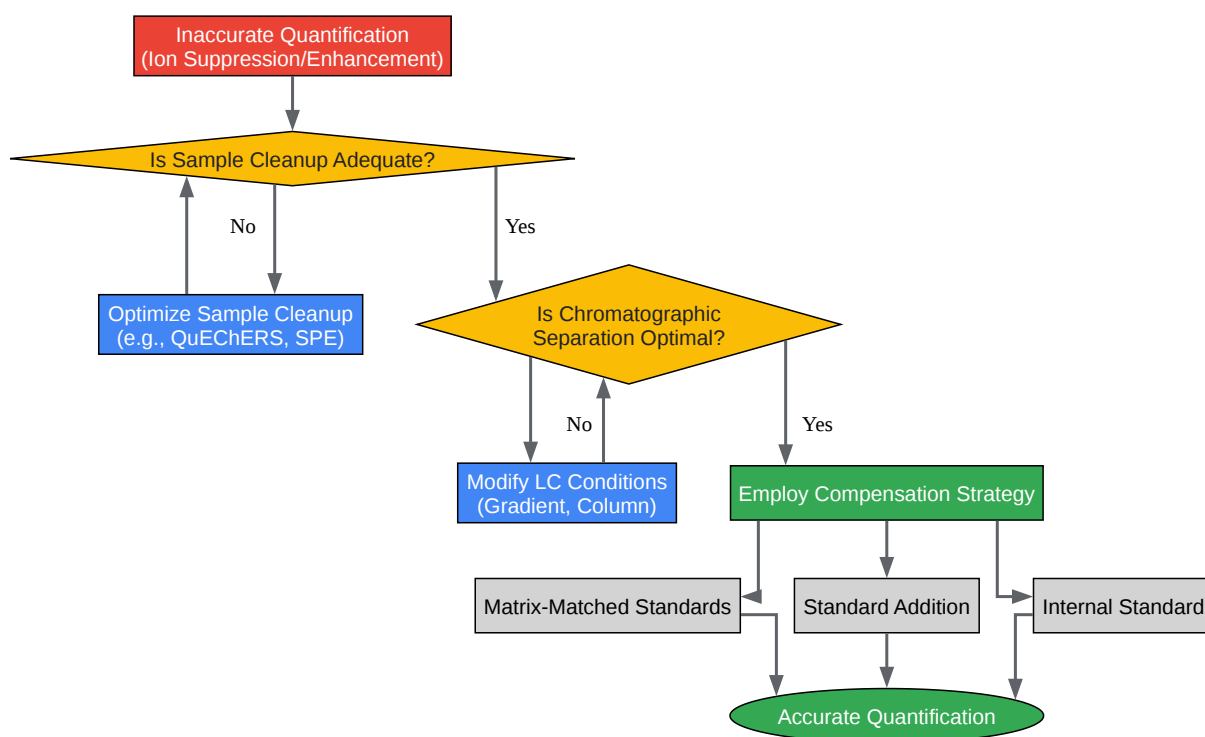 Inaccurate Quantification
(Ion Suppression/Enhancement)
Is Sample Cleanup Adequate?
No
Yes
Optimize Sample Cleanup
(e.g., QuEChERS, SPE)
Is Chromatographic
Separation Optimal?
No
Yes
Modify LC Conditions
(Gradient, Column)
Employ Compensation Strategy
Matrix-Matched Standards
Standard Addition
Internal Standard
Accurate Quantification